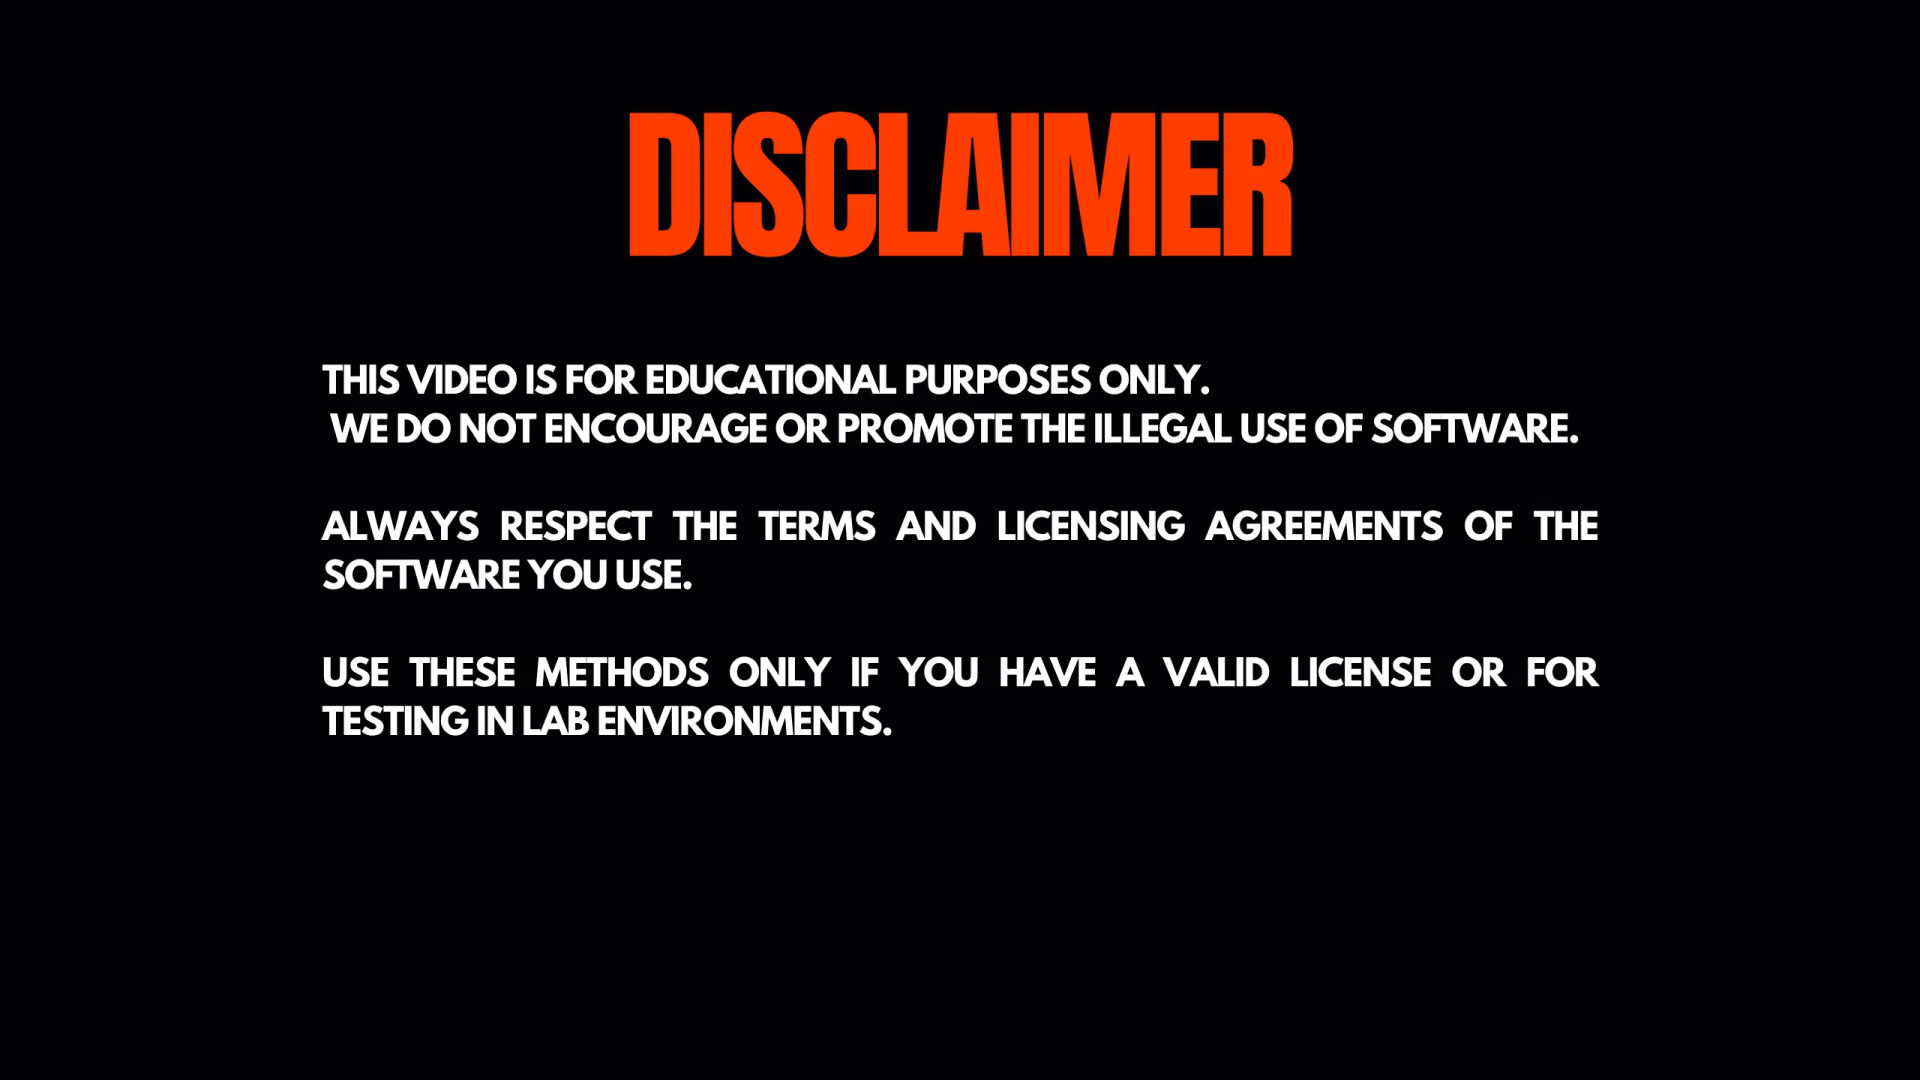 DISCLAIMER
THIS VIDEO IS FOR EDUCATIONAL PURPOSES ONLY.
WE DO NOT ENCOURAGE OR PROMOTE THE ILLEGAL USE OF SOFTWARE.
ALWAYS RESPECT THE TERMS AND LICENSING AGREEMENTS OF THE
SOFTWARE YOU USE.
USE THESE METHODS ONLY IF YOU HAVE A VALID LICENSE OR FOR
TESTING IN LAB ENVIRONMENTS.